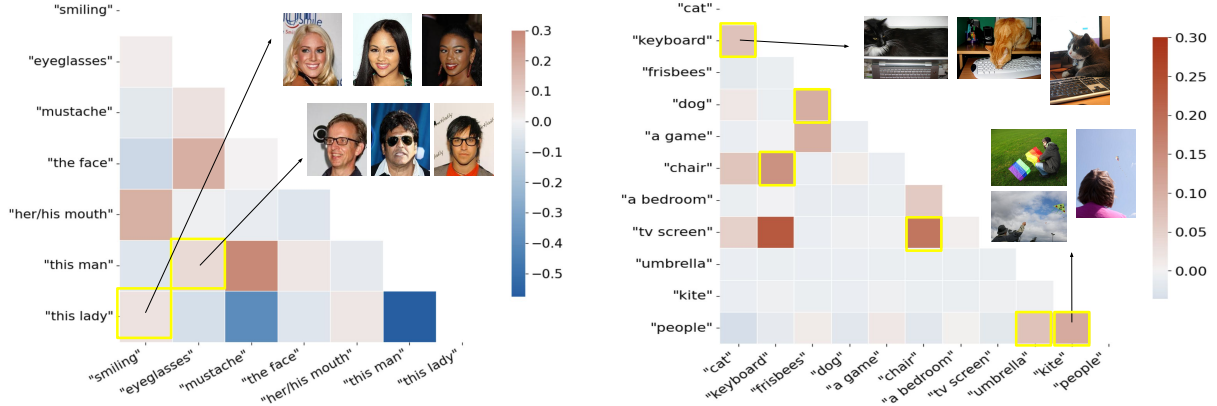 "smiling"
"eyeglasses"
"mustache"
"the face"
"her/his mouth"
"this man"
"this lady"
"smiling"
"eyeglasses"
"mustache"
"the face"
"her/his mouth"
"this man"
"this lady"
0.3
0.2
0.1
0.0
−0.1
−0.2
−0.3
−0.4
−0.5
"cat"
"keyboard"
"frisbees"
"dog"
"a game"
"chair"
"a bedroom"
"tv screen"
"umbrella"
"kite"
"people"
"cat"
"keyboard"
"frisbees"
"dog"
"a game"
"chair"
"a bedroom"
"tv screen"
"umbrella"
"kite"
"people"
0.30
0.25
0.20
0.15
0.10
0.05
0.00